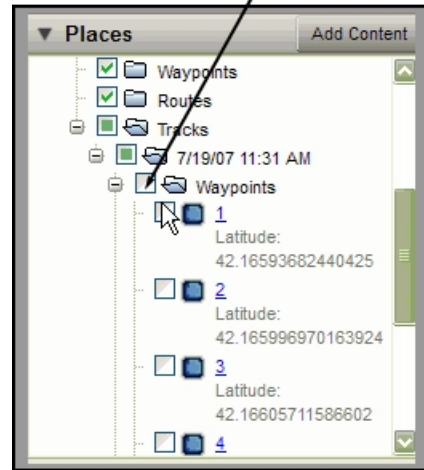 Places
Add Content
Waypoints
Routes
Tracks
7/19/07 11:31 AM
Waypoints
1
Latitude:
42.16593682440425
2
Latitude:
42.165996970163924
3
Latitude:
42.16605711586602
4